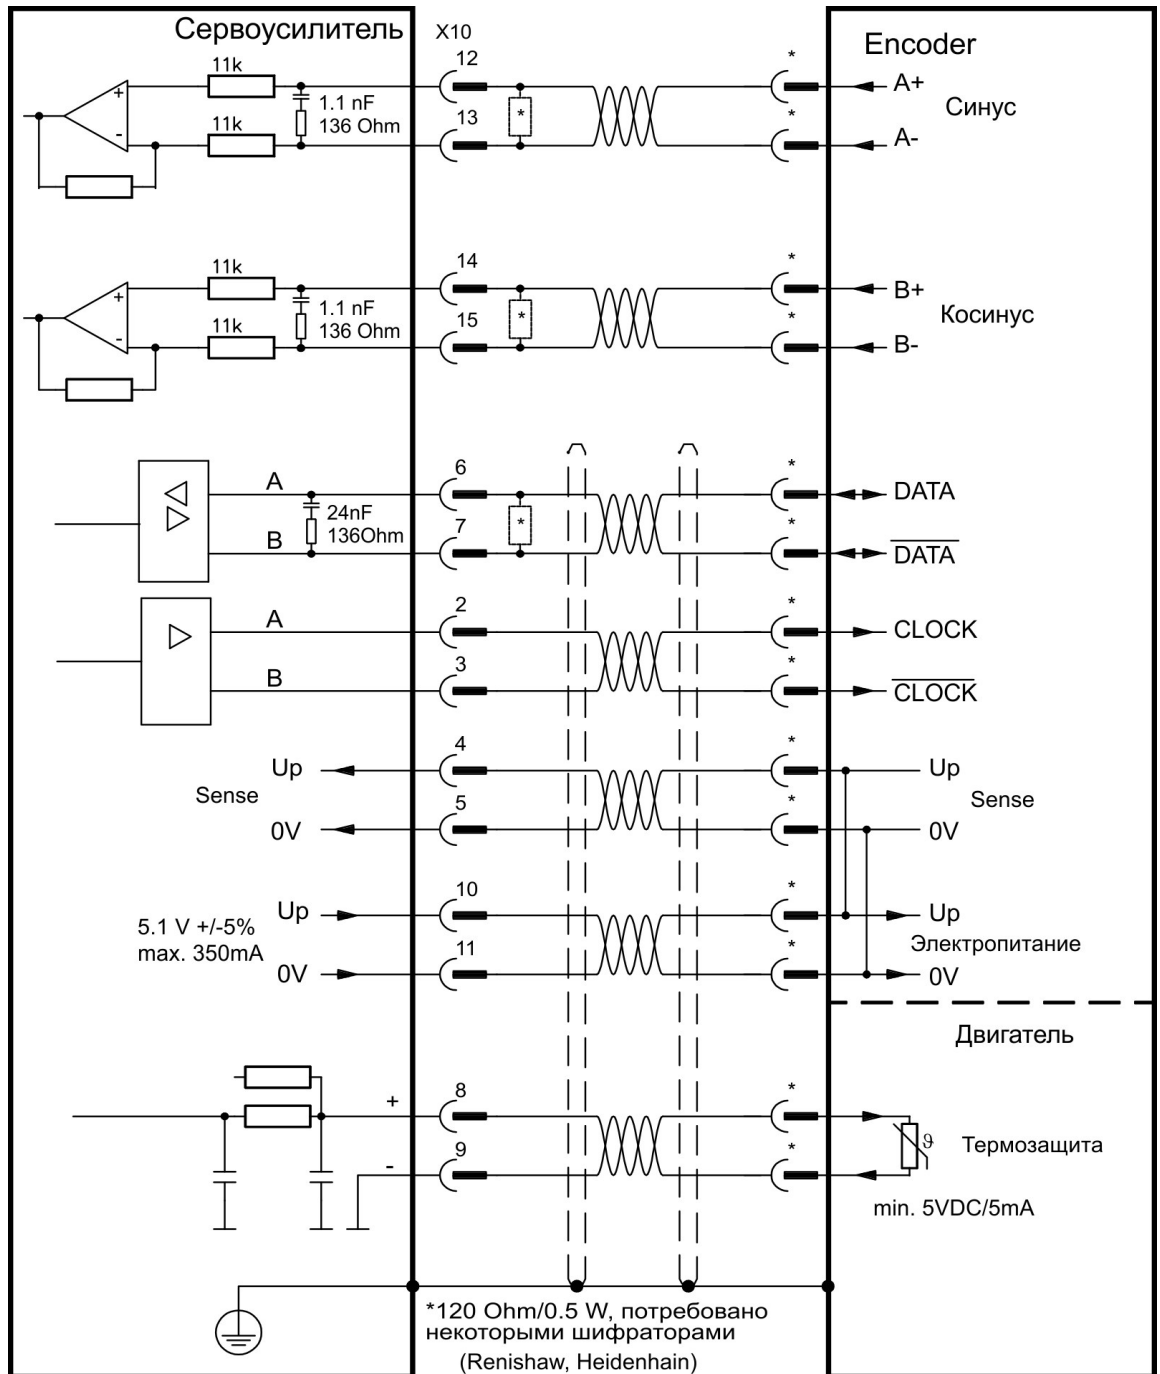 Сервоусилитель
X10
Encoder
11k
12
*
A+
+
1.1 nF
*
Синус
11k
136 Ohm
13
*
A-
-
11k
14
*
B+
+
1.1 nF
*
Косинус
11k
136 Ohm
15
*
B-
-
A
6
*
DATA
24nF
*
B
136Ohm
7
*
DATA
A
2
*
CLOCK
B
3
*
CLOCK
Up
4
*
Up
Sense
Sense
0V
5
*
0V
Up
10
*
Up
5.1 V +/-5%
max. 350mA
Электропитание
0V
11
*
0V
Двигатель
+
8
*
ϑ
Термозащита
-
9
*
min. 5VDC/5mA
*120 Ohm/0.5 W, потребовано
некоторыми шифраторами
(Renishaw, Heidenhain)